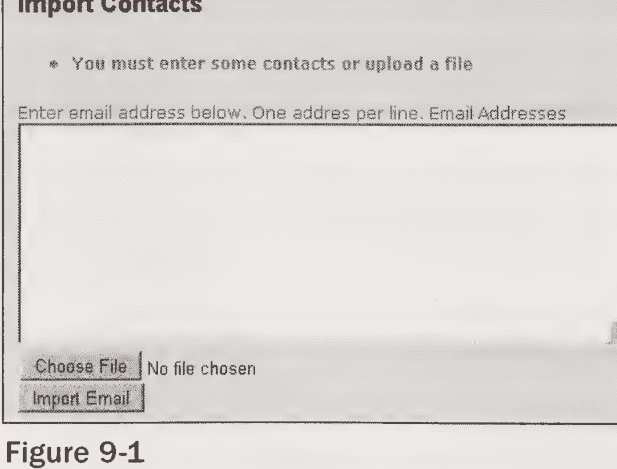 Import Contacts
You must enter some contacts or upload a file
Enter email address below. One addres per line. Email Addresses
Choose File No file chosen
Import Email
Figure 9-1